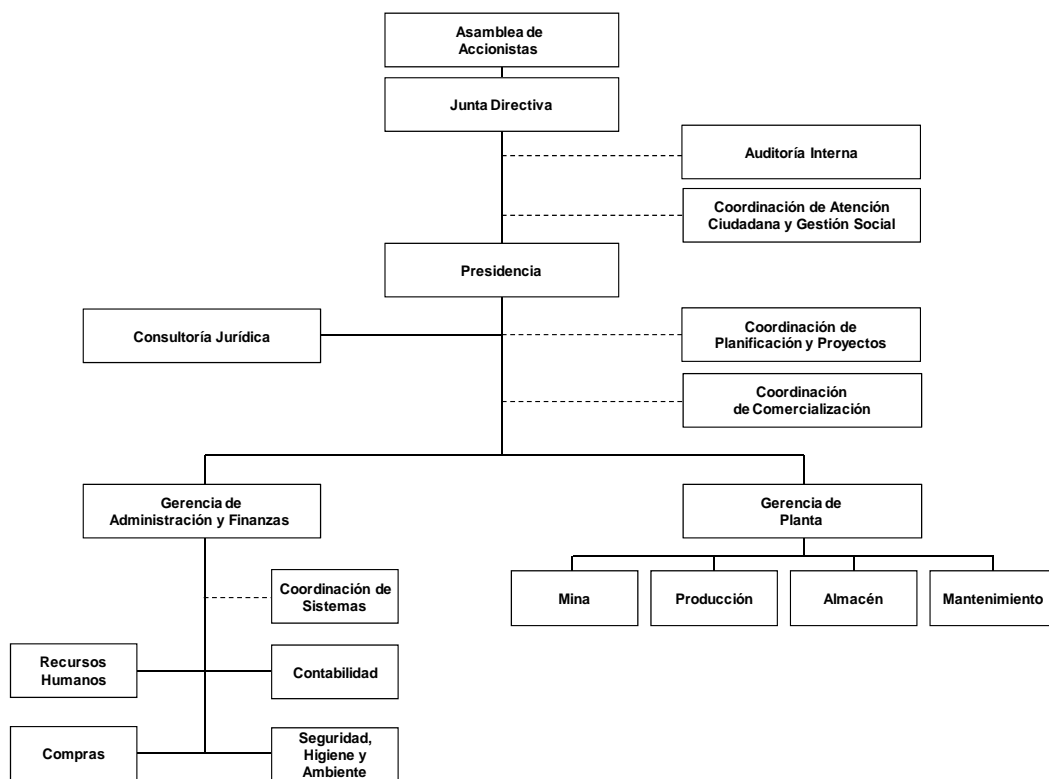 Asamblea de
Accionistas
Junta Directiva
Auditoría Interna
Coordinación de Atención
Ciudadana y Gestión Social
Presidencia
Consultoría Jurídica
Coordinación de
Planificación y Proyectos
Coordinación
de Comercialización
Gerencia de
Administración y Finanzas
Gerencia de
Planta
Coordinación de
Sistemas
Mina
Producción
Almacén
Mantenimiento
Recursos
Humanos
Contabilidad
Compras
Seguridad,
Higiene y
Ambiente